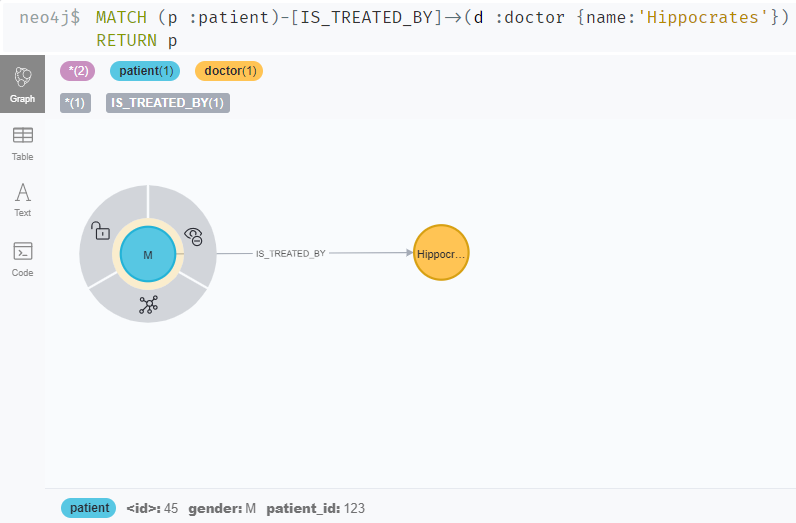 neo4j$ MATCH (p :patient)-[IS_TREATED_BY]->(d :doctor {name:'Hippocrates'})
RETURN p
*(2) patient(1) doctor(1)
*(1) IS_TREATED_BY(1)
Graph
Table
Text
Code
M
IS_TREATED_BY
Hippocr...
patient <id>: 45 gender: M patient_id: 123